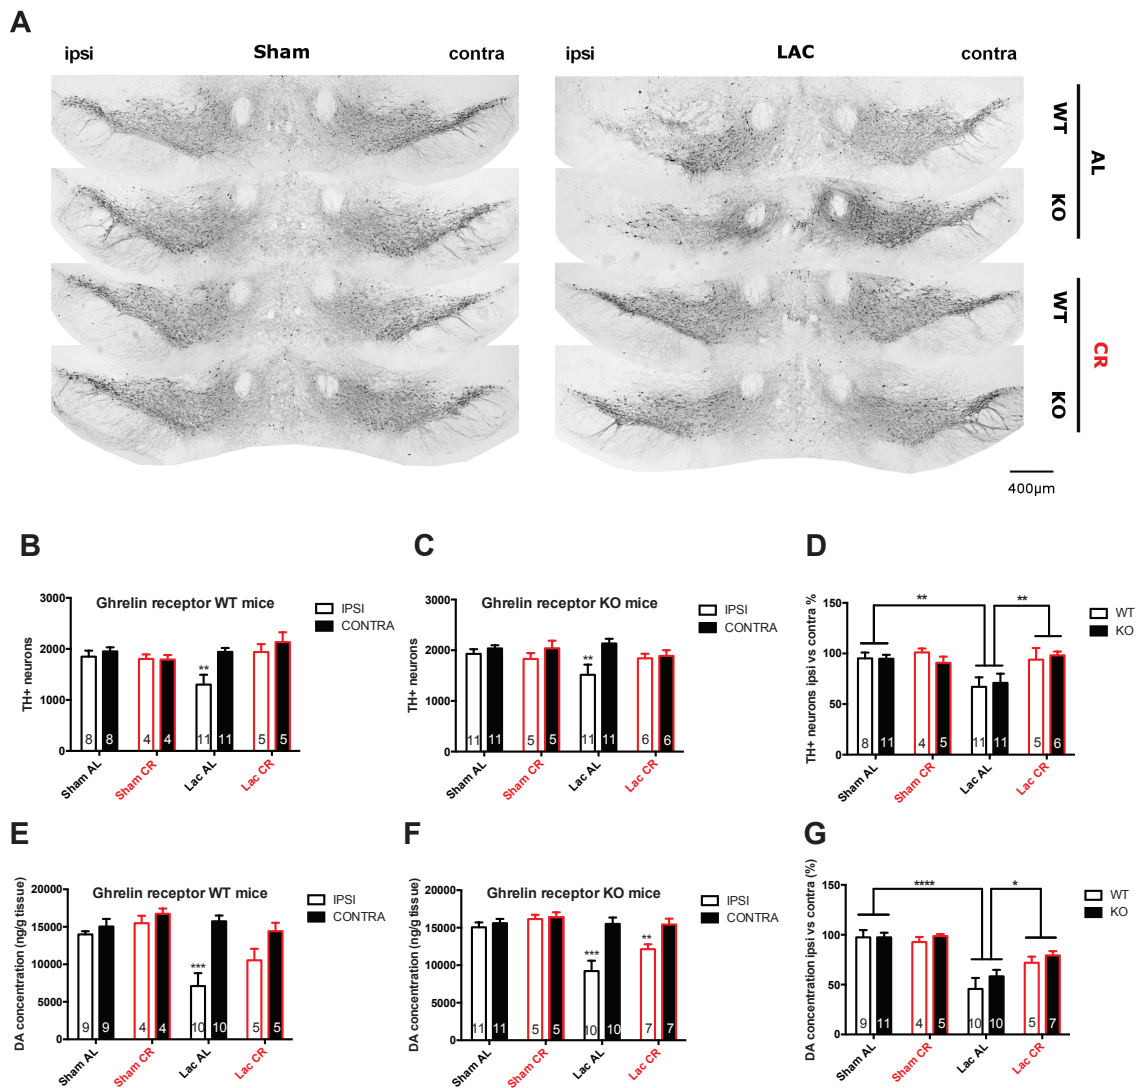 A
ipsi Sham contra
ipsi LAC contra
WT
KO
AL
WT
KO
CR
400µm
B
Ghrelin receptor WT mice
TH+ neurons
3000
2000
1000
0
8 8 4 4 11 11 5 5
Sham AL
Sham CR
Lac AL
Lac CR
**
IPSI
CONTRA
C
Ghrelin receptor KO mice
TH+ neurons
3000
2000
1000
0
11 11 5 5 11 11 6 6
Sham AL
Sham CR
Lac AL
Lac CR
**
IPSI
CONTRA
D
TH+ neurons ipsi vs contra %
150
100
50
0
8 11 4 5 11 11 5 6
Sham AL
Sham CR
Lac AL
Lac CR
** **
WT
KO
E
Ghrelin receptor WT mice
DA concentration (ng/g tissue)
20000
15000
10000
5000
0
9 9 4 4 10 10 5 5
Sham AL
Sham CR
Lac AL
Lac CR
***
IPSI
CONTRA
F
Ghrelin receptor KO mice
DA concentration (ng/g tissue)
20000
15000
10000
5000
0
11 11 5 5 10 10 7 7
Sham AL
Sham CR
Lac AL
Lac CR
*** **
IPSI
CONTRA
G
DA concentration ipsi vs contra (%)
150
100
50
0
9 11 4 5 10 10 5 7
Sham AL
Sham CR
Lac AL
Lac CR
**** *
WT
KO